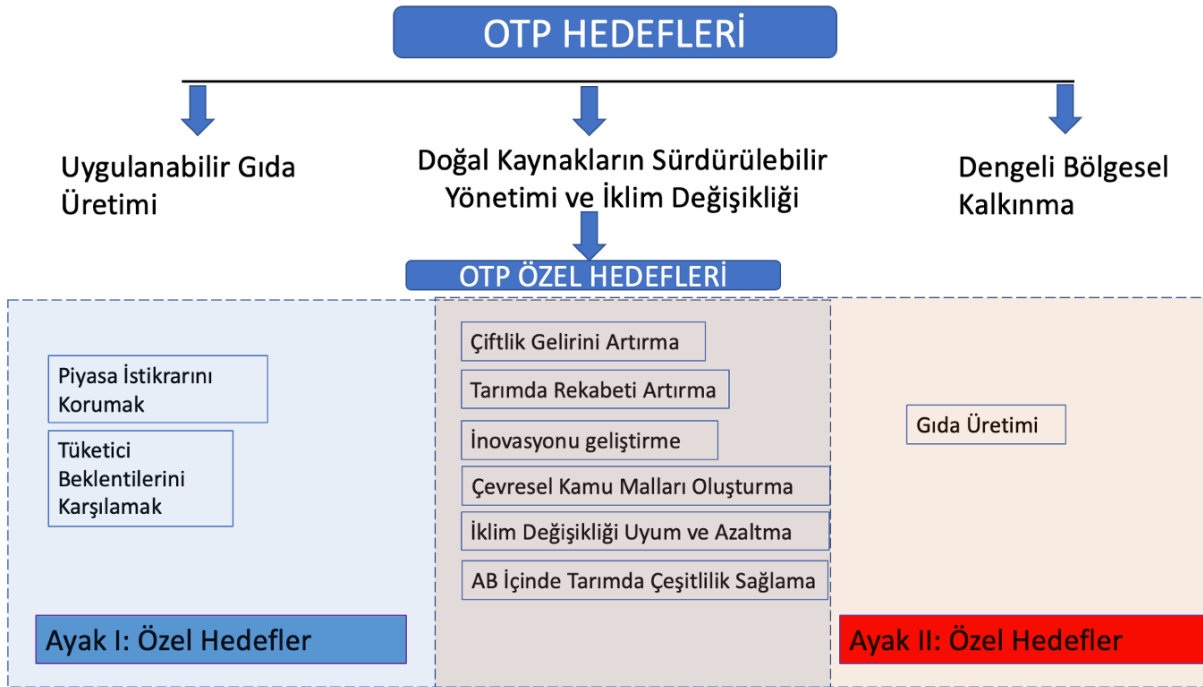 OTP HEDEFLERİ
Uygulanabilir Gıda
Üretimi
Doğal Kaynakların Sürdürülebilir
Yönetimi ve İklim Değişikliği
Dengeli Bölgesel
Kalkınma
OTP ÖZEL HEDEFLERİ
Piyasa İstikrarını
Korumak
Tüketici
Beklentilerini
Karşılamak
Ayak I: Özel Hedefler
Çiftlik Gelirini Artırma
Tarımda Rekabeti Artırma
İnovasyonu geliştirme
Çevresel Kamu Malları Oluşturma
İklim Değişikliği Uyum ve Azaltma
AB İçinde Tarımda Çeşitlilik Sağlama
Gıda Üretimi
Ayak II: Özel Hedefler